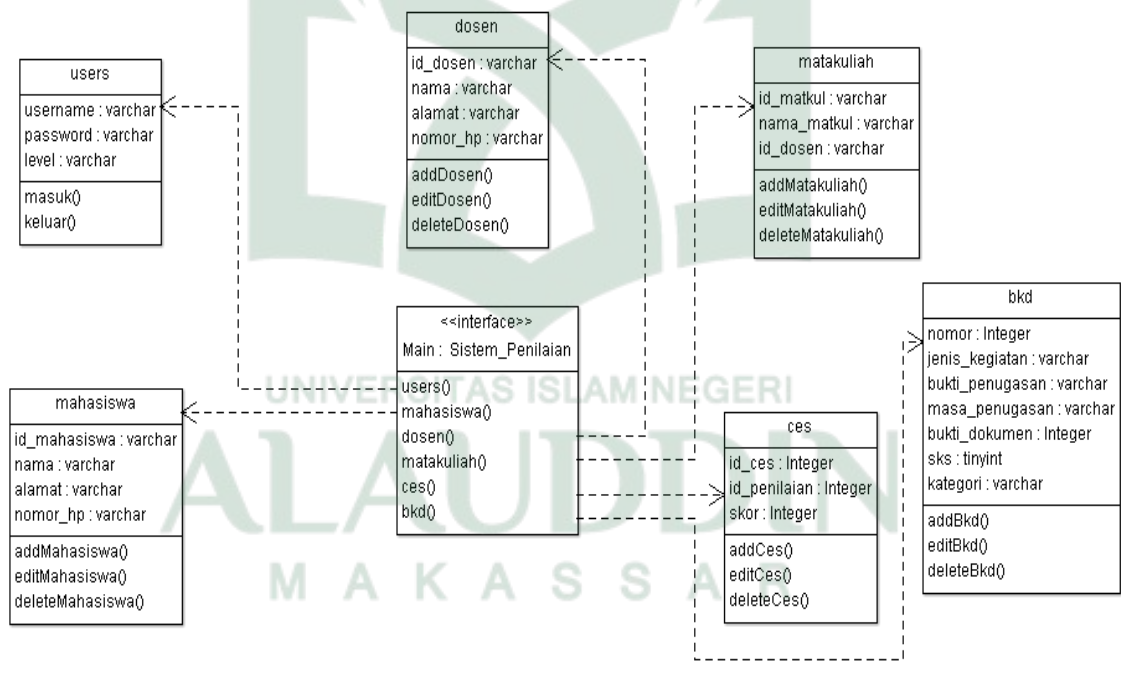 dosen
id_dosen : varchar
nama : varchar
alamat : varchar
nomor_hp : varchar
addDosen()
editDosen()
deleteDosen()
users
username : varchar
password : varchar
level : varchar
masuk()
keluar()
matakuliah
id_matkul : varchar
nama_matkul : varchar
id_dosen : varchar
addMatakuliah()
editMatakuliah()
deleteMatakuliah()
<<interface>>
Main : Sistem_Penilaian
users()
mahasiswa()
dosen()
matakuliah()
ces()
bkd()
bkd
nomor : Integer
jenis_kegiatan : varchar
bukti_penugasan : varchar
masa_penugasan : varchar
bukti_dokumen : Integer
sks : tinyint
kategori : varchar
addBkd()
editBkd()
deleteBkd()
mahasiswa
id_mahasiswa : varchar
nama : varchar
alamat : varchar
nomor_hp : varchar
addMahasiswa()
editMahasiswa()
deleteMahasiswa()
ces
id_ces : Integer
id_penilaian : Integer
skor : Integer
addCes()
editCes()
deleteCes()
UNIVERSITAS ISLAM NEGERI
ALAUDDIN
MAKASSAR